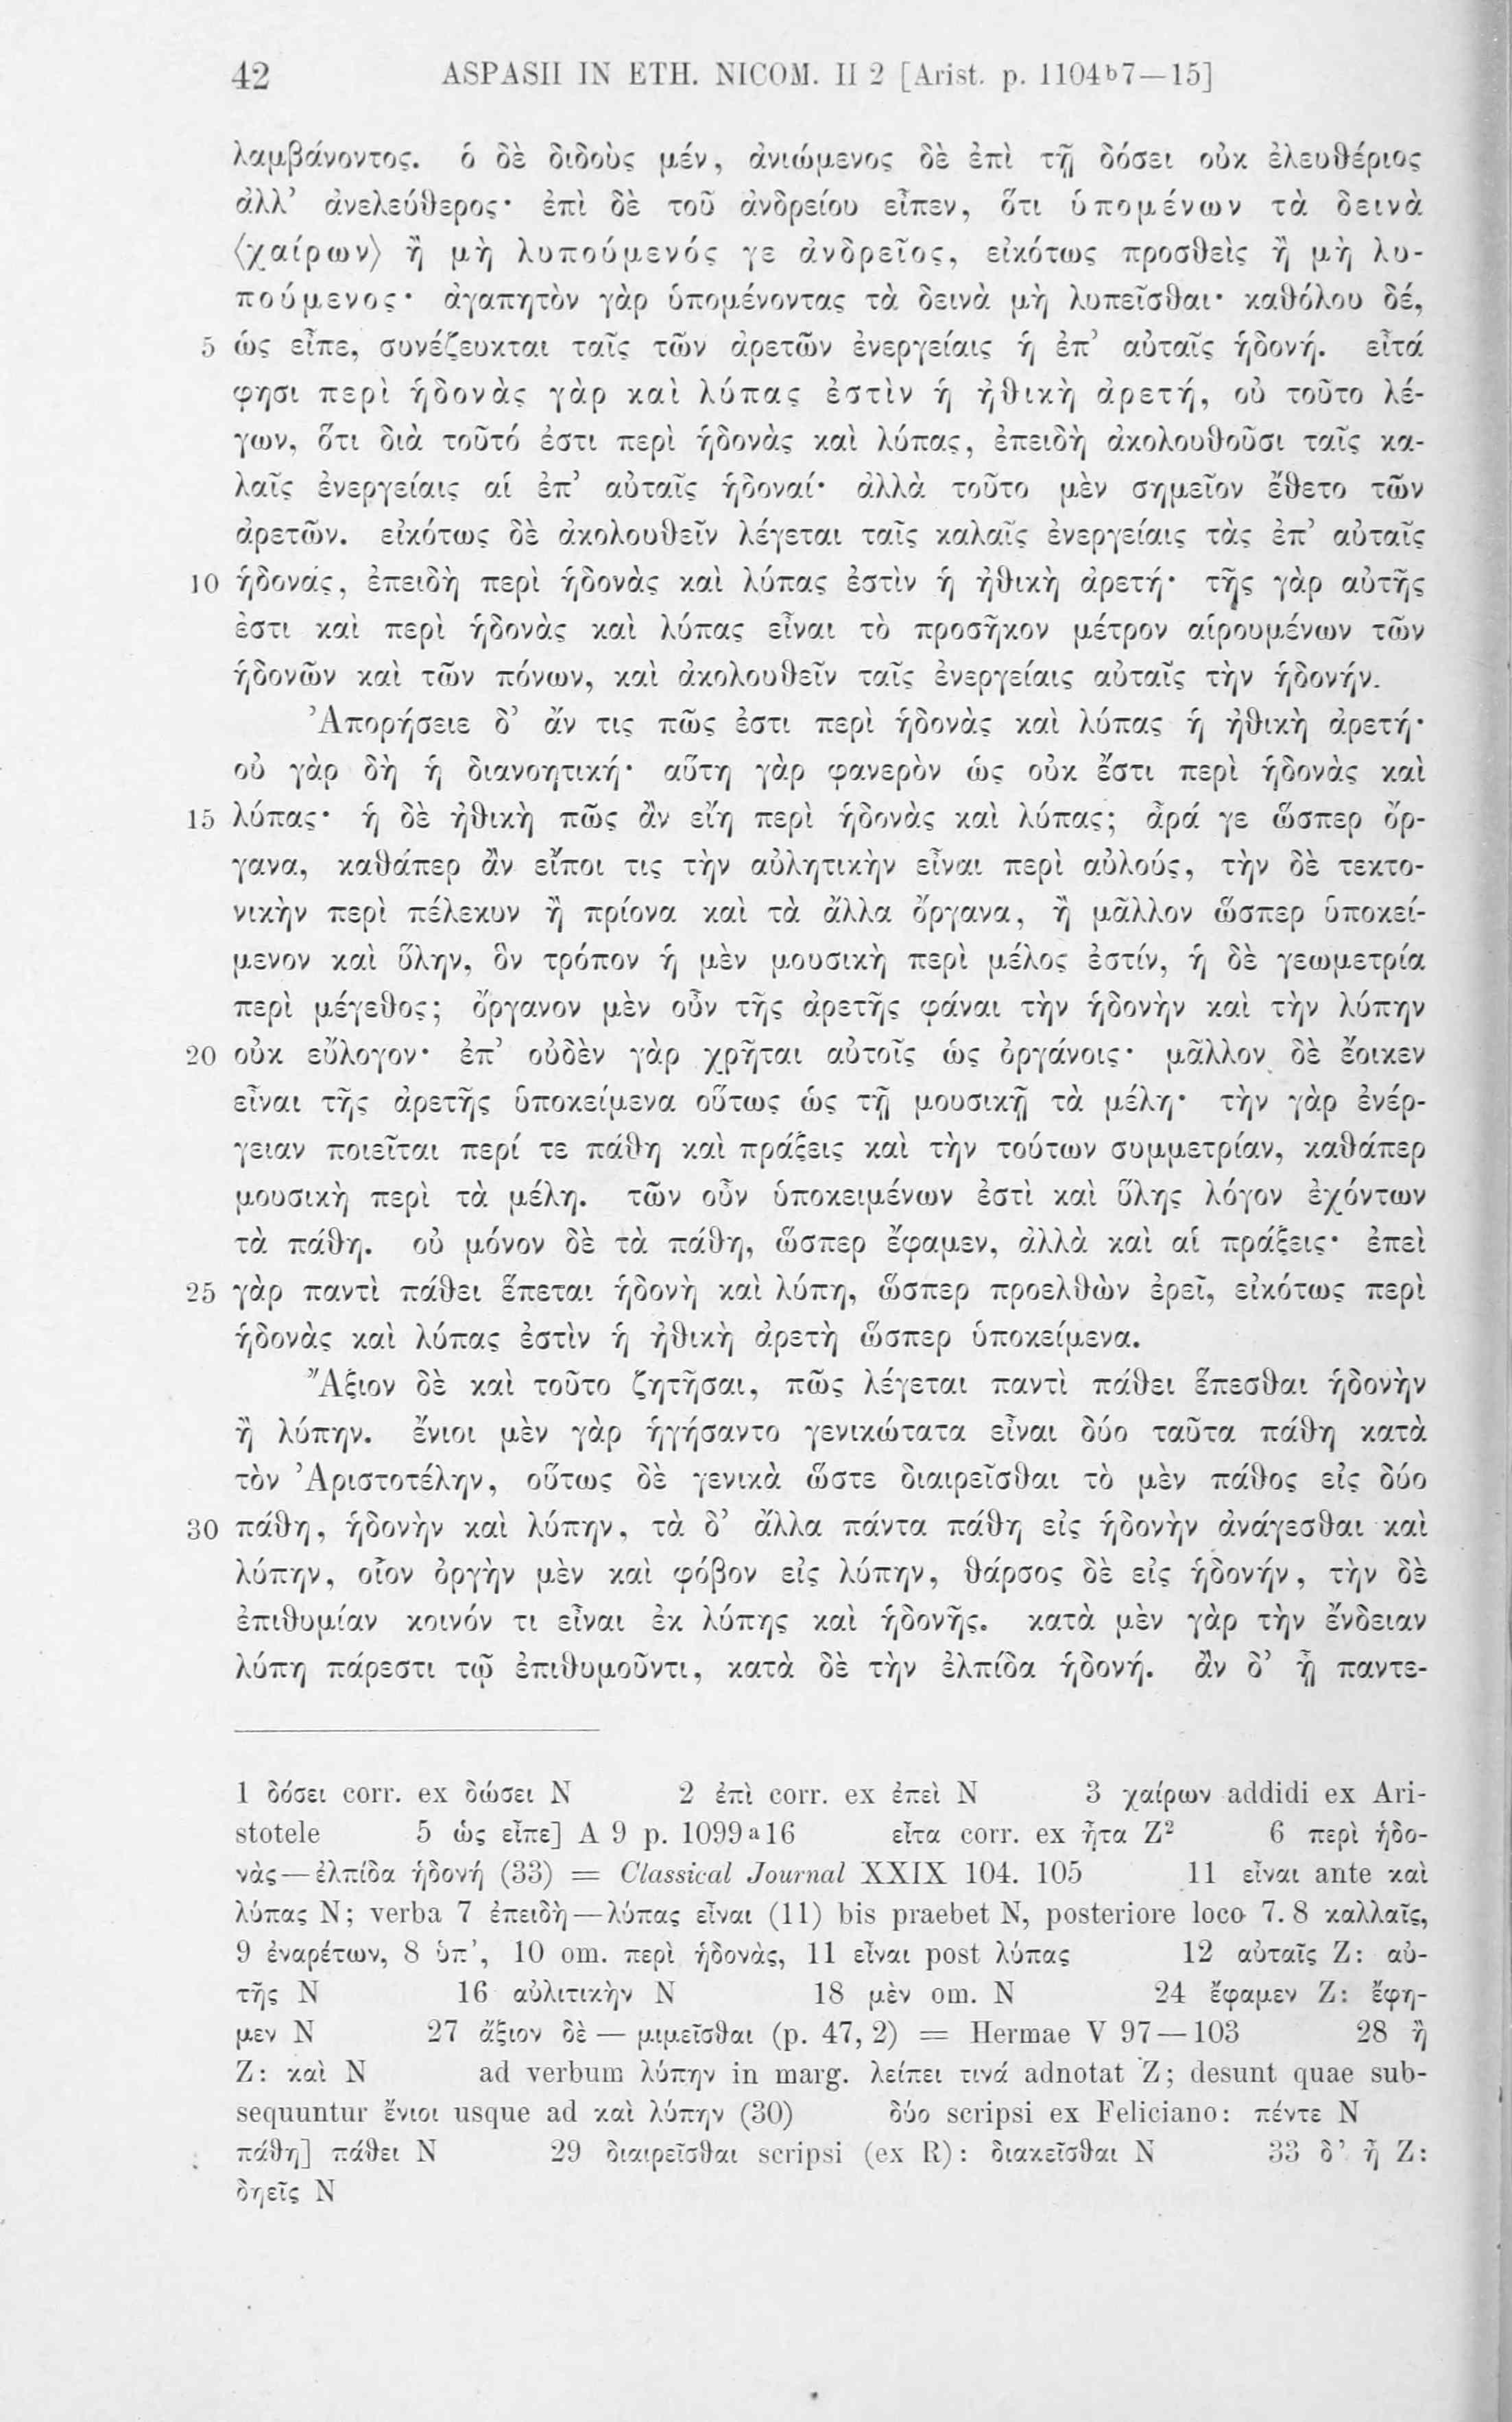 42 ASPASII IN ETH. NICOM. II 2 [Arist. p. 1104b7—15]
λαμβάνοντος. ὁ δὲ διδοὺς μέν, ἀνιώμενος δὲ ἐπὶ τῇ δόσει οὐκ ἐλευθέριος
ἀλλ’ ἀνελεύθερος· ἐπὶ δὲ τοῦ ἀνδρείου εἶπεν, ὅτι ὑπομένων τὰ δεινὰ
⟨χαίρων⟩ ἢ μὴ λυπούμενός γε ἀνδρεῖος, εἰκότως προσθεὶς ἢ μὴ λυ-
πούμενος· ἀγαπητὸν γὰρ ὑπομένοντας τὰ δεινὰ μὴ λυπεῖσθαι· καθόλου δέ,
5 ὡς εἶπε, συνέζευκται ταῖς τῶν ἀρετῶν ἐνεργείαις ἡ ἐπ’ αὐταῖς ἡδονή. εἶτά
φησι περὶ ἡδονὰς γὰρ καὶ λύπας ἐστὶν ἡ ἠθικὴ ἀρετή, οὐ τοῦτο λέ-
γων, ὅτι διὰ τοῦτό ἐστι περὶ ἡδονὰς καὶ λύπας, ἐπειδὴ ἀκολουθοῦσι ταῖς κα-
λαῖς ἐνεργείαις αἱ ἐπ’ αὐταῖς ἡδοναί· ἀλλὰ τοῦτο μὲν σημεῖον ἔθετο τῶν
ἀρετῶν. εἰκότως δὲ ἀκολουθεῖν λέγεται ταῖς καλαῖς ἐνεργείαις τὰς ἐπ’ αὐταῖς
10 ἡδονάς, ἐπειδὴ περὶ ἡδονὰς καὶ λύπας ἐστὶν ἡ ἠθικὴ ἀρετή· τῆς γὰρ αὐτῆς
ἐστι καὶ περὶ ἡδονὰς καὶ λύπας εἶναι τὸ προσῆκον μέτρον αἱρουμένων τῶν
ἡδονῶν καὶ τῶν πόνων, καὶ ἀκολουθεῖν ταῖς ἐνεργείαις αὐταῖς τὴν ἡδονήν.
Ἀπορήσειε δ’ ἄν τις πῶς ἐστι περὶ ἡδονὰς καὶ λύπας ἡ ἠθικὴ ἀρετή·
οὐ γὰρ δὴ ἡ διανοητική· αὕτη γὰρ φανερὸν ὡς οὐκ ἔστι περὶ ἡδονὰς καὶ
15 λύπας· ἡ δὲ ἠθικὴ πῶς ἂν εἴη περὶ ἡδονὰς καὶ λύπας; ἆρά γε ὥσπερ ὄρ-
γανα, καθάπερ ἂν εἴποι τις τὴν αὐλητικὴν εἶναι περὶ αὐλούς, τὴν δὲ τεκτο-
νικὴν περὶ πέλεκυν ἢ πρίονα καὶ τὰ ἄλλα ὄργανα, ἢ μᾶλλον ὥσπερ ὑποκεί-
μενον καὶ ὕλην, ὃν τρόπον ἡ μὲν μουσικὴ περὶ μέλος ἐστίν, ἡ δὲ γεωμετρία
περὶ μέγεθος; ὄργανον μὲν οὖν τῆς ἀρετῆς φάναι τὴν ἡδονὴν καὶ τὴν λύπην
20 οὐκ εὔλογον· ἐπ’ οὐδὲν γὰρ χρῆται αὐτοῖς ὡς ὀργάνοις· μᾶλλον δὲ ἔοικεν
εἶναι τῆς ἀρετῆς ὑποκείμενα οὕτως ὡς τῇ μουσικῇ τὰ μέλη· τὴν γὰρ ἐνέρ-
γειαν ποιεῖται περί τε πάθη καὶ πράξεις καὶ τὴν τούτων συμμετρίαν, καθάπερ
μουσικὴ περὶ τὰ μέλη. τῶν οὖν ὑποκειμένων ἐστὶ καὶ ὕλης λόγον ἐχόντων
τὰ πάθη. οὐ μόνον δὲ τὰ πάθη, ὥσπερ ἔφαμεν, ἀλλὰ καὶ αἱ πράξεις· ἐπεὶ
25 γὰρ παντὶ πάθει ἕπεται ἡδονὴ καὶ λύπη, ὥσπερ προελθὼν ἐρεῖ, εἰκότως περὶ
ἡδονὰς καὶ λύπας ἐστὶν ἡ ἠθικὴ ἀρετὴ ὥσπερ ὑποκείμενα.
Ἄξιον δὲ καὶ τοῦτο ζητῆσαι, πῶς λέγεται παντὶ πάθει ἕπεσθαι ἡδονὴν
ἢ λύπην. ἔνιοι μὲν γὰρ ἡγήσαντο γενικώτατα εἶναι δύο ταῦτα πάθη κατὰ
τὸν Ἀριστοτέλην, οὕτως δὲ γενικὰ ὥστε διαιρεῖσθαι τὸ μὲν πάθος εἰς δύο
30 πάθη, ἡδονὴν καὶ λύπην, τὰ δ’ ἄλλα πάντα πάθη εἰς ἡδονὴν ἀνάγεσθαι καὶ
λύπην, οἷον ὀργὴν μὲν καὶ φόβον εἰς λύπην, θάρσος δὲ εἰς ἡδονήν, τὴν δὲ
ἐπιθυμίαν κοινόν τι εἶναι ἐκ λύπης καὶ ἡδονῆς. κατὰ μὲν γὰρ τὴν ἔνδειαν
λύπη πάρεστι τῷ ἐπιθυμοῦντι, κατὰ δὲ τὴν ἐλπίδα ἡδονή. ἂν δ’ ᾖ παντε-
1 δόσει corr. ex δώσει N 2 ἐπὶ corr. ex ἐπεὶ N 3 χαίρων addidi ex Ari-
stotele 5 ὡς εἶπε] A 9 p. 1099a16 εἶτα corr. ex ἦτα Z² 6 περὶ ἡδο-
νὰς—ἐλπίδα ἡδονή (33) = Classical Journal XXIX 104. 105 11 εἶναι ante καὶ
λύπας N; verba 7 ἐπειδὴ—λύπας εἶναι (11) bis praebet N, posteriore loco 7. 8 καλλαῖς,
9 ἐναρέτων, 8 ὑπ’, 10 om. περὶ ἡδονὰς, 11 εἶναι post λύπας 12 αὐταῖς Z: αὐ-
τῆς N 16 αὐλιτικὴν N 18 μὲν om. N 24 ἔφαμεν Z: ἔφη-
μεν N 27 ἄξιον δὲ — μιμεῖσθαι (p. 47, 2) = Hermae V 97—103 28 ἢ
Z: καὶ N ad verbum λύπην in marg. λείπει τινά adnotat Z; desunt quae sub-
sequuntur ἔνιοι usque ad καὶ λύπην (30) δύο scripsi ex Feliciano: πέντε N
πάθη] πάθει N 29 διαιρεῖσθαι scripsi (ex R): διακεῖσθαι N 33 δ’ ᾖ Z:
δηεῖς N